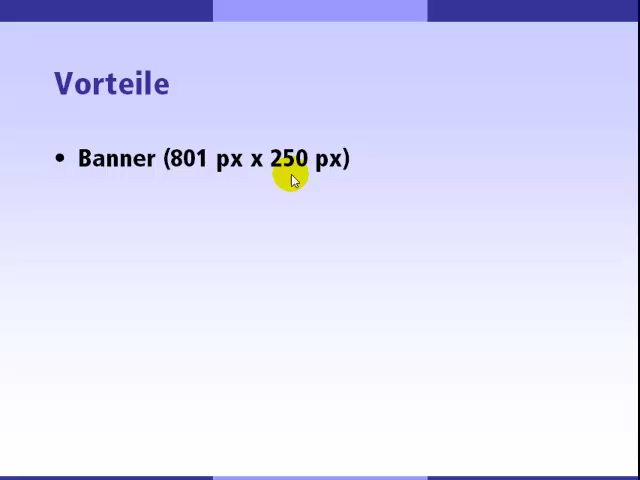 Vorteile
• Banner (801 px x 250 px)